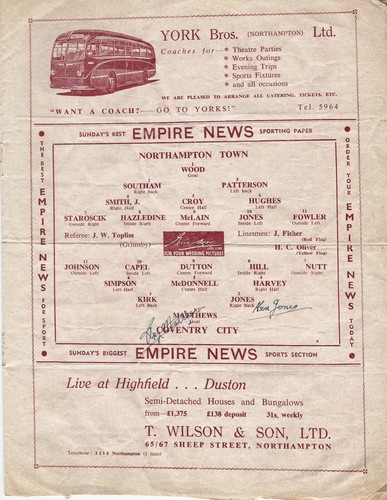 YORK Bros. (NORTHAMPTON) Ltd.
Coaches for—
★ Theatre Parties
★ Works Outings
★ Evening Trips
★ Sports Fixtures
and all occasions
WE ARE PLEASED TO ARRANGE ALL CATERING, TICKETS, ETC.
"WANT A COACH? — GO TO YORKS!" Tel. 5964
SUNDAY'S BEST EMPIRE NEWS SPORTING PAPER
THE BEST EMPIRE NEWS FOR SPORT
ORDER YOUR EMPIRE NEWS TODAY
NORTHAMPTON TOWN
1
WOOD
Goal
2 3
SOUTHAM PATTERSON
Right Back Left Back
4 5 6
SMITH, J. CROY HUGHES
Right Half Centre Half Left Half
7 8 9 10 11
STAROSCIK HAZLEDINE McLAIN JONES FOWLER
Outside Right Inside Right Centre Forward Inside Left Outside Left
Referee: J. W. Topliss
(Grimsby)
FOR YOUR WEDDING PICTURES
Linesmen: J. Fisher
(Red Flag)
H. C. Oliver
(Yellow Flag)
11 10 9 8 7
JOHNSON CAPEL DUTTON HILL NUTT
Outside Left Inside Left Centre Forward Inside Right Outside Right
6 5 4
SIMPSON McDONNELL HARVEY
Left Half Centre Half Right Half
3 2
KIRK JONES
Left Back Right Back
Ken Jones
1
MATTHEWS
Goal
COVENTRY CITY
SUNDAY'S BIGGEST EMPIRE NEWS SPORTS SECTION
Live at Highfield . . . Duston
Semi-Detached Houses and Bungalows
from—£1,375 £138 deposit 31s. weekly
T. WILSON & SON, LTD.
Telephone: 3218 Northampton (3 lines)
65/67 SHEEP STREET, NORTHAMPTON